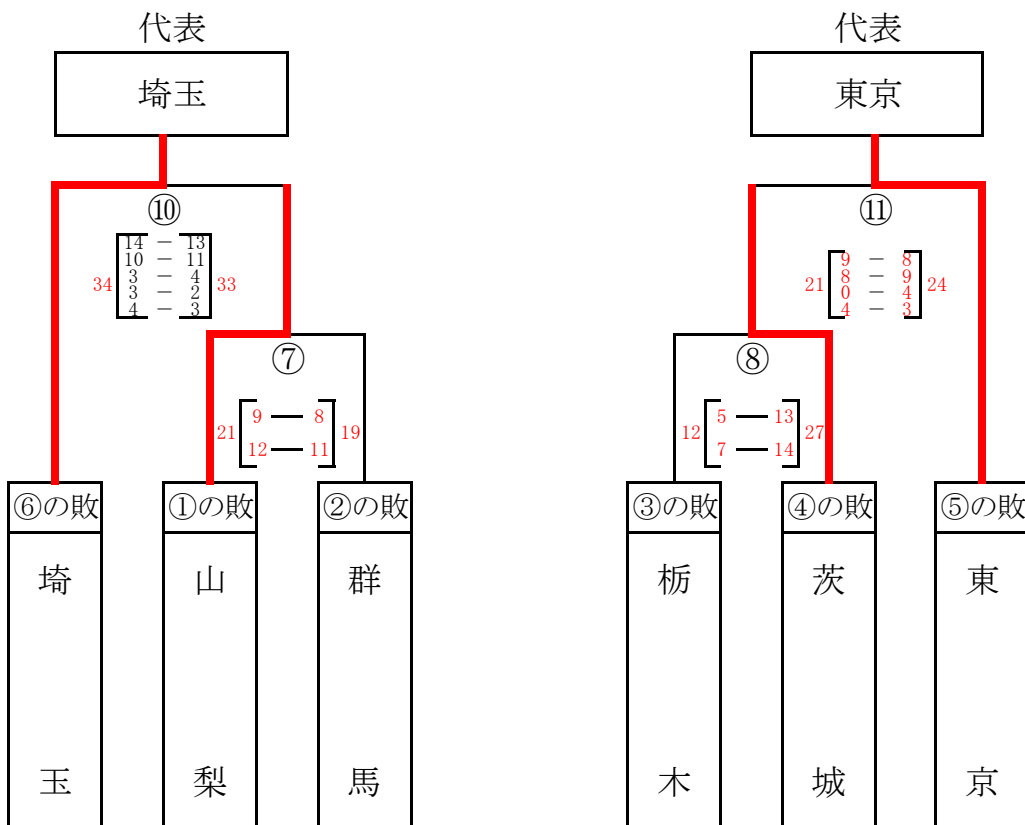 代表 代表
埼玉 東京
⑩ ⑪
14 － 13
10 － 11 9 － 8
34 3 － 4 33 21 8 － 9 24
3 － 2 0 － 4
4 － 3 4 － 3
⑦ ⑧
9 ― 8 5 ― 13
21 19 12 27
12 ― 11 7 ― 14
⑥の敗 ①の敗 ②の敗 ③の敗 ④の敗 ⑤の敗
埼玉 山梨 群馬 栃木 茨城 東京